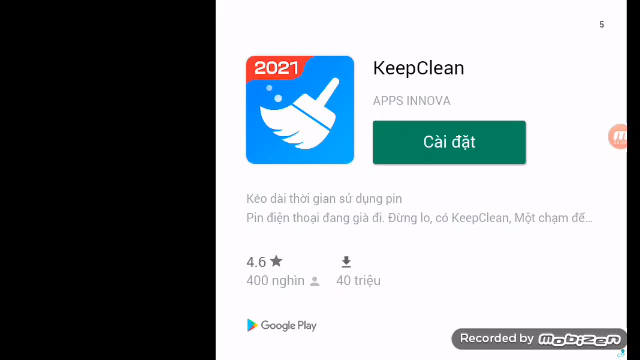 5
2021
KeepClean
APPS INNOVA
Cài đặt
Kéo dài thời gian sử dụng pin
Pin điện thoại đang già đi. Đừng lo, có KeepClean, Một chạm để...
4.6
400 nghìn
40 triệu
Google Play
Recorded by mobizen